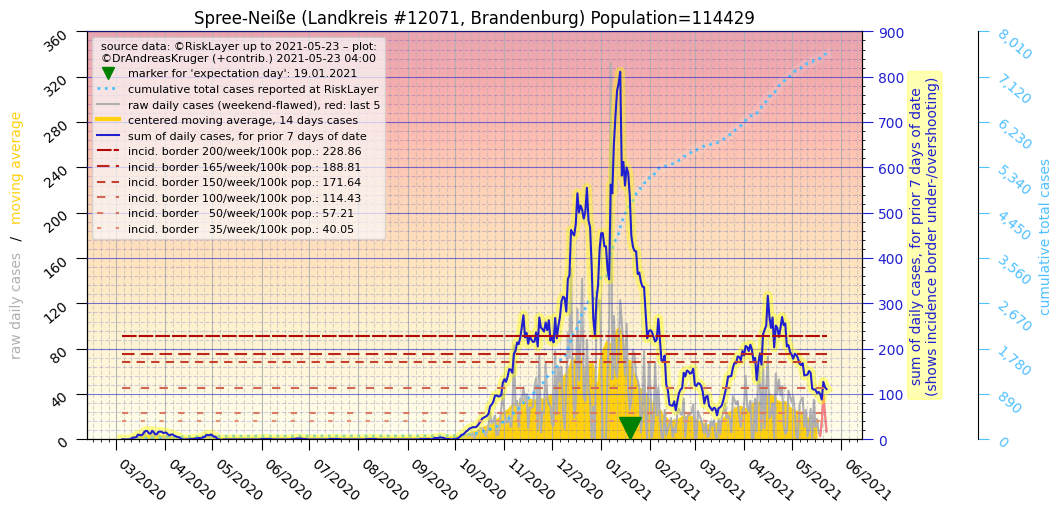 Spree-Neiße (Landkreis #12071, Brandenburg) Population=114429
source data: ©RiskLayer up to 2021-05-23 – plot:
©DrAndreasKruger (+contrib.) 2021-05-23 04:00
marker for 'expectation day': 19.01.2021
cumulative total cases reported at RiskLayer
raw daily cases (weekend-flawed), red: last 5
centered moving average, 14 days cases
sum of daily cases, for prior 7 days of date
incid. border 200/week/100k pop.: 228.86
incid. border 165/week/100k pop.: 188.81
incid. border 150/week/100k pop.: 171.64
incid. border 100/week/100k pop.: 114.43
incid. border   50/week/100k pop.: 57.21
incid. border   35/week/100k pop.: 40.05
raw daily cases / moving average
360
320
280
240
200
160
120
80
40
0
03/2020
04/2020
05/2020
06/2020
07/2020
08/2020
09/2020
10/2020
11/2020
12/2020
01/2021
02/2021
03/2021
04/2021
05/2021
06/2021
900
800
700
600
500
400
300
200
100
0
sum of daily cases, for prior 7 days of date
(shows incidence border under-/overshooting)
8,010
7,120
6,230
5,340
4,450
3,560
2,670
1,780
890
0
cumulative total cases